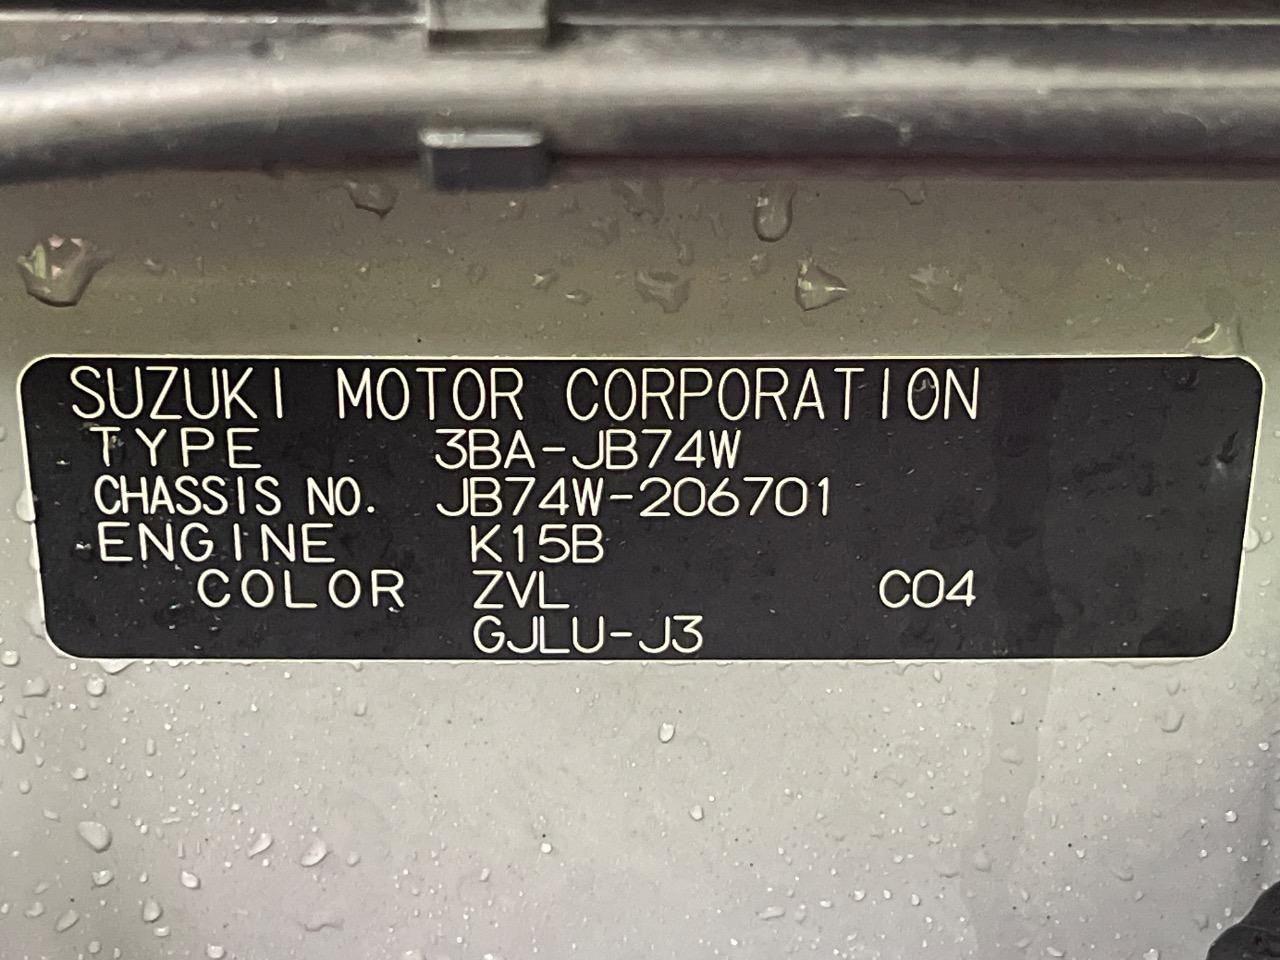 SUZUKI MOTOR CORPORATION
TYPE 3BA-JB74W
CHASSIS NO. JB74W-206701
ENGINE K15B
COLOR ZVL C04
GJLU-J3